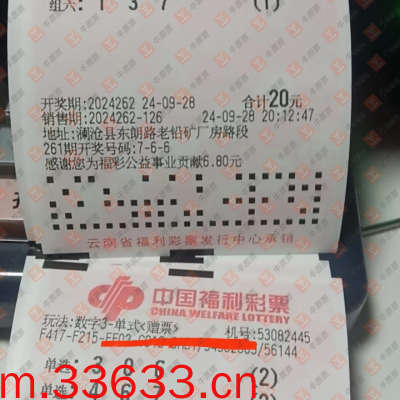 组六: 1 3 7 (1)
开奖期:2024262 24-09-28 合计20元
销售期:2024262-126 24-09-28 20:12:47
地址:澜沧县东朗路老铅矿厂房路段
261期开奖号码:7-6-6
感谢您为福彩公益事业贡献6.80元
云南省福利彩票发行中心承销
中国福利彩票
CHINA WELFARE LOTTERY
玩法:数字3-单式<赠票> 机号:53082445
F417-F215- /56144
单选: 3 0 6 (2)
单选: (2)
m.33633.cn